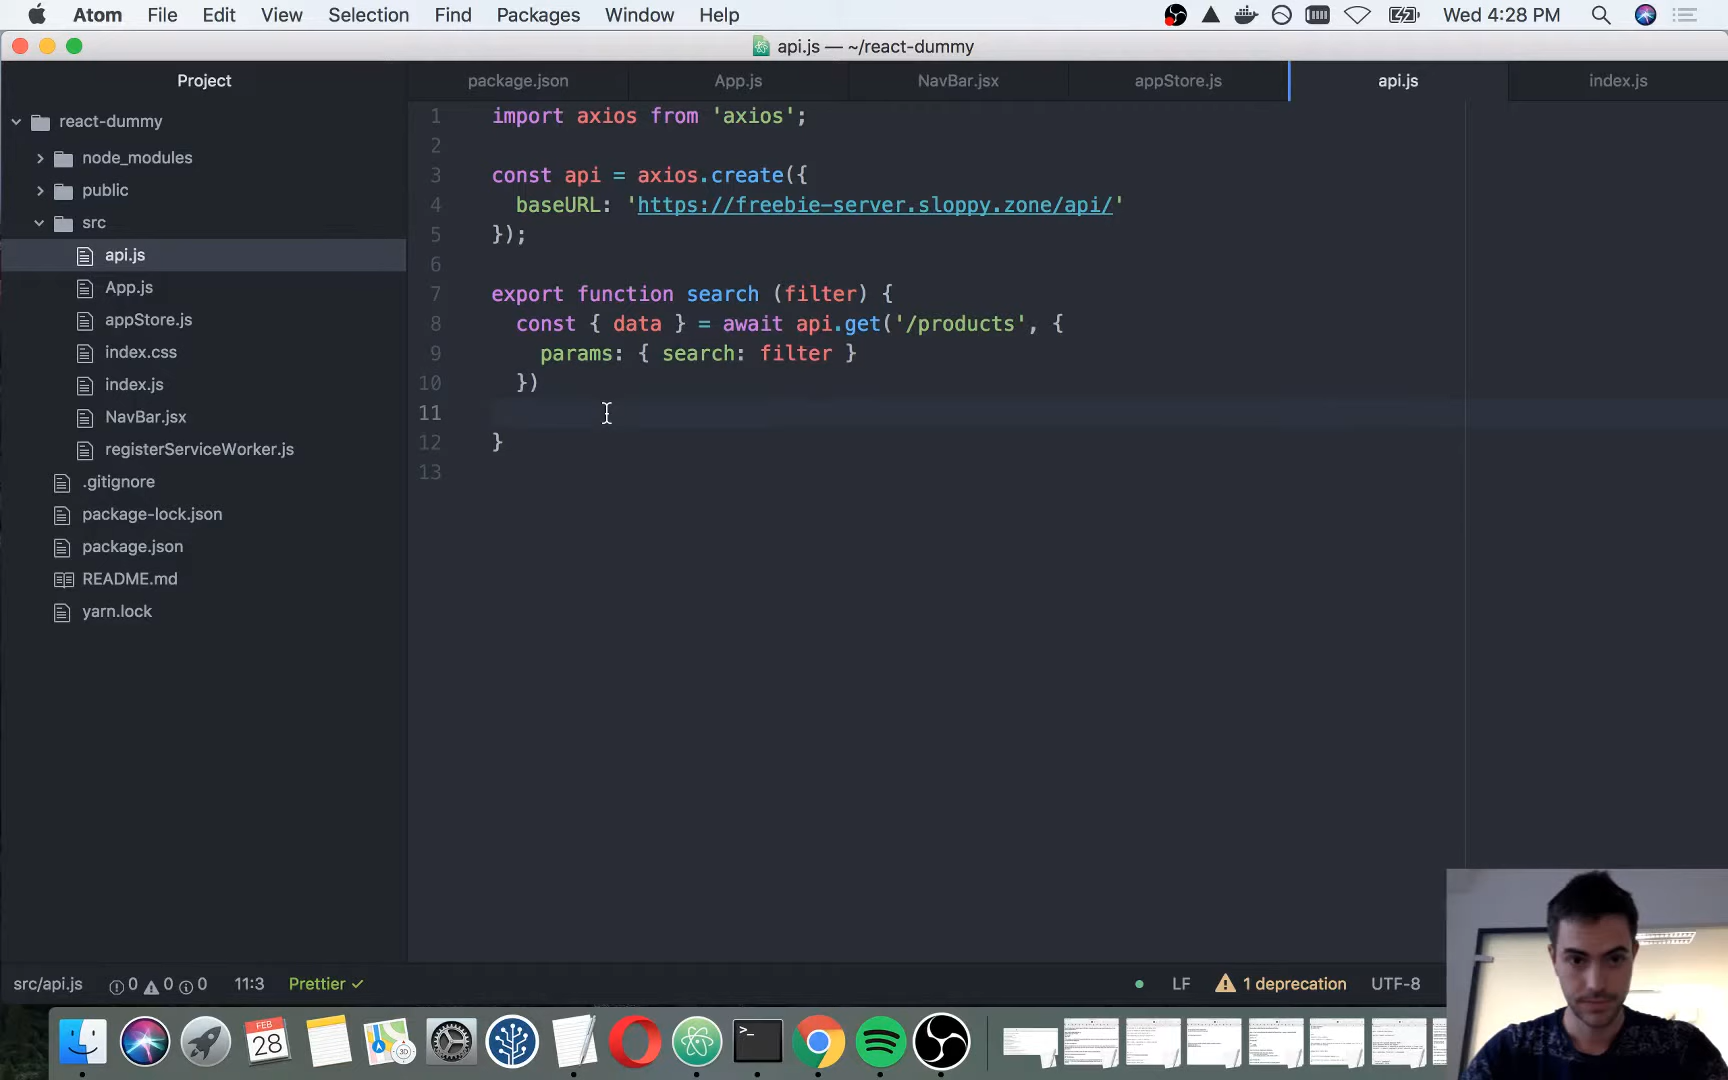 Atom File Edit View Selection Find Packages Window Help Wed 4:28 PM
api.js — ~/react-dummy
Project
package.json App.js NavBar.jsx appStore.js api.js index.js
react-dummy
node_modules
public
src
api.js
App.js
appStore.js
index.css
index.js
NavBar.jsx
registerServiceWorker.js
.gitignore
package-lock.json
package.json
README.md
yarn.lock
1 import axios from 'axios';
2
3 const api = axios.create({
4 baseURL: 'https://freebie-server.sloppy.zone/api/'
5 });
6
7 export function search (filter) {
8 const { data } = await api.get('/products', {
9 params: { search: filter }
10 })
11
12 }
13
src/api.js 0 0 0 11:3 Prettier ✓ LF 1 deprecation UTF-8
FEB
28
3D
>_